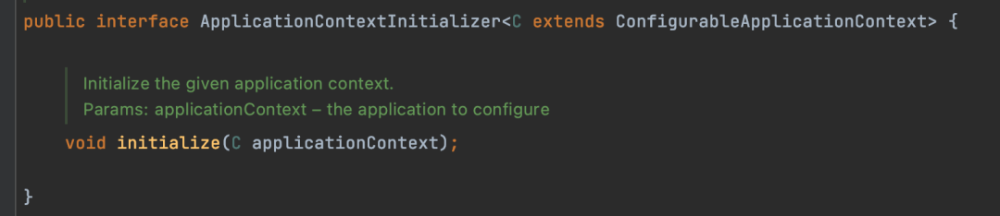 public interface ApplicationContextInitializer<C extends ConfigurableApplicationContext> {
Initialize the given application context.
Params: applicationContext – the application to configure
void initialize(C applicationContext);
}